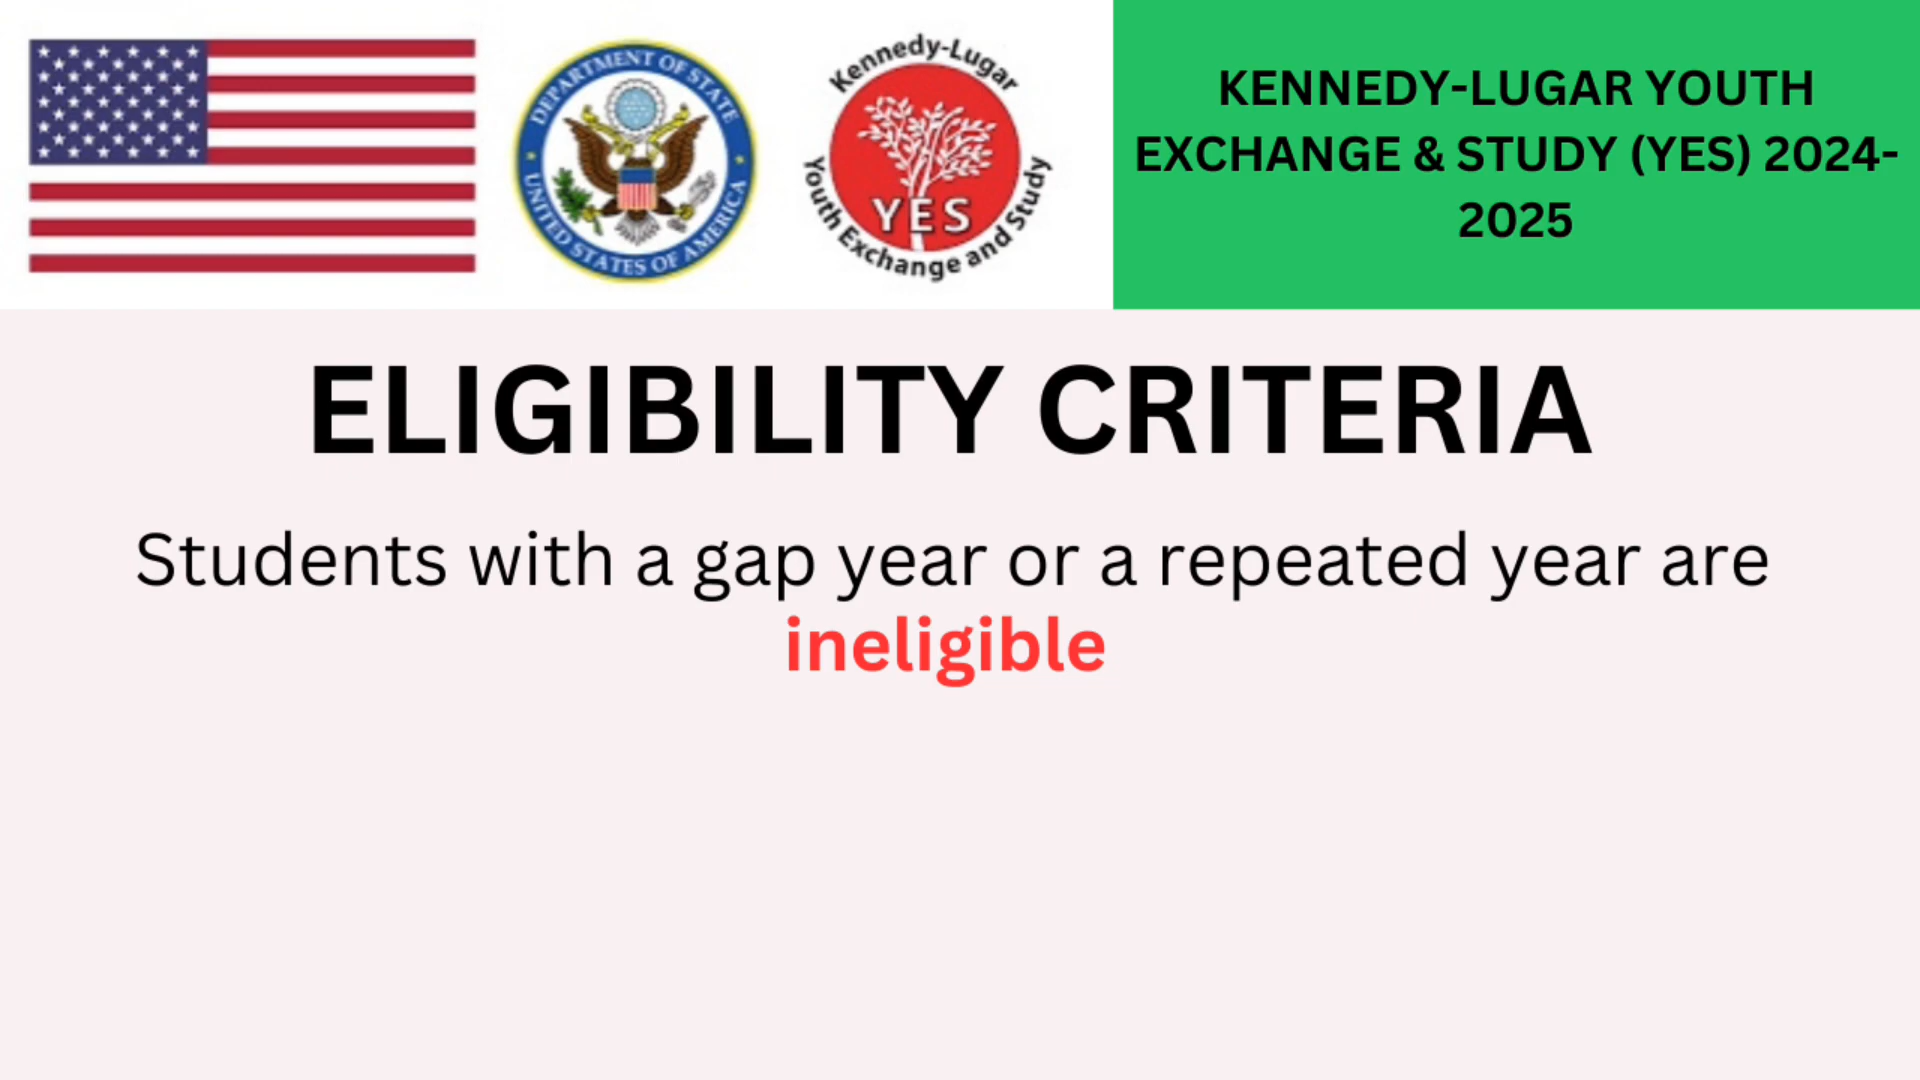 DEPARTMENT OF STATE
UNITED STATES OF AMERICA
Kennedy-Lugar
YES
Youth Exchange and Study
KENNEDY-LUGAR YOUTH
EXCHANGE & STUDY (YES) 2024-
2025
ELIGIBILITY CRITERIA
Students with a gap year or a repeated year are
ineligible